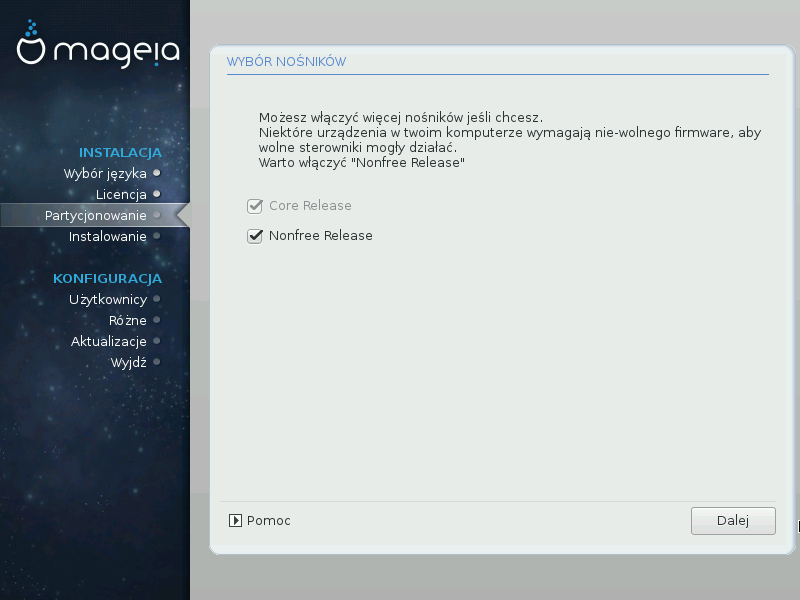 mageia
INSTALACJA
Wybór języka
Licencja
Partycjonowanie
Instalowanie
KONFIGURACJA
Użytkownicy
Różne
Aktualizacje
Wyjdź
WYBÓR NOŚNIKÓW
Możesz włączyć więcej nośników jeśli chcesz.
Niektóre urządzenia w twoim komputerze wymagają nie-wolnego firmware, aby
wolne sterowniki mogły działać.
Warto włączyć "Nonfree Release"
Core Release
Nonfree Release
Pomoc
Dalej